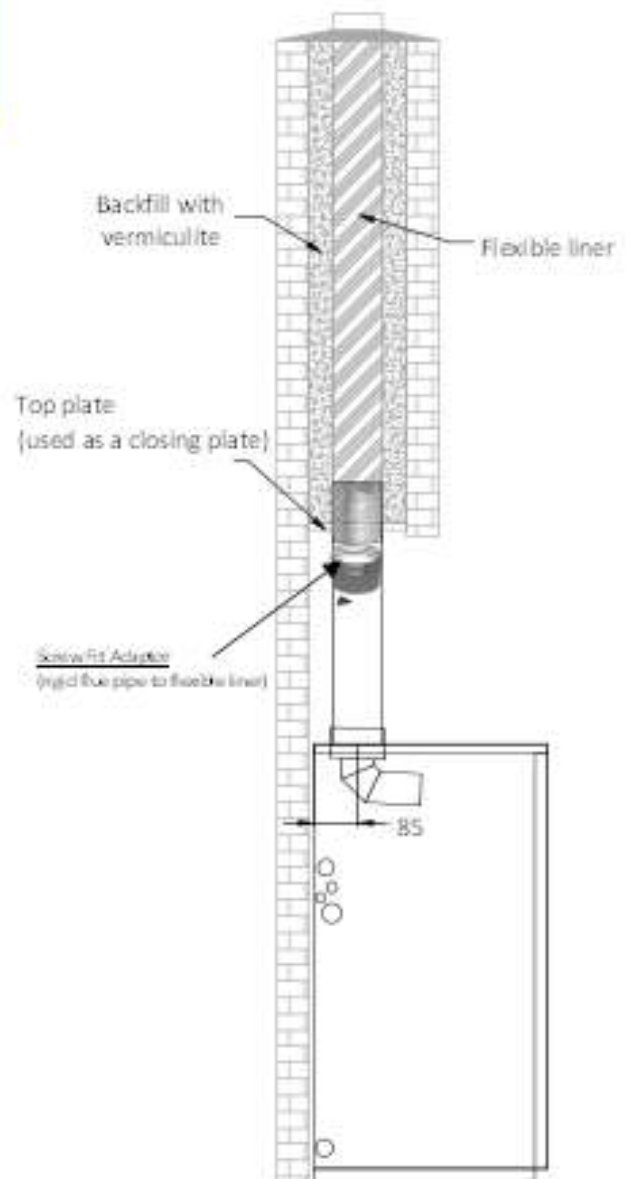 Backfill with
vermiculite
Flexible liner
Top plate
(used as a closing plate)
Screw Fit Adaptor
(rigid flue pipe to flexible liner)
85